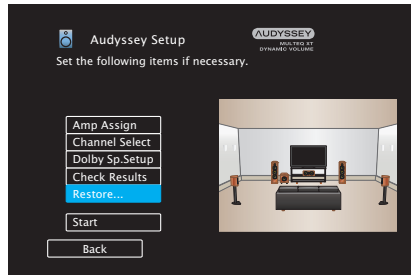 Audyssey Setup
AUDYSSEY
MULTEQ XT
DYNAMIC VOLUME
Set the following items if necessary.
Amp Assign
Channel Select
Dolby Sp.Setup
Check Results
Restore...
Start
Back